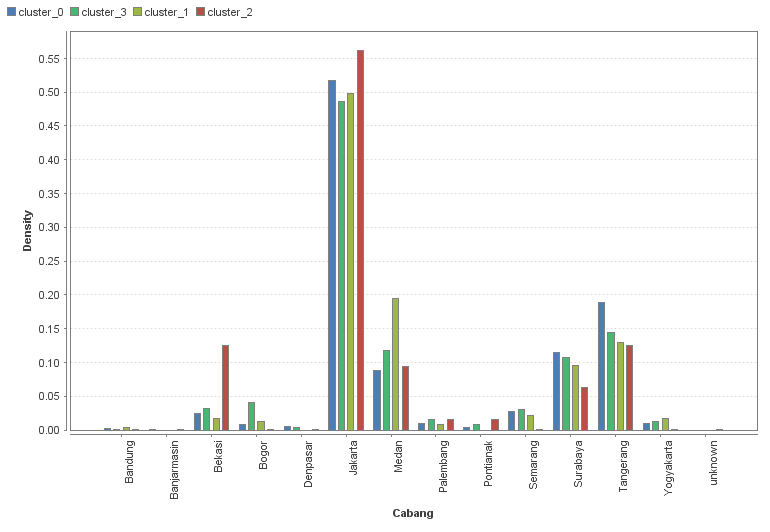 cluster_0 cluster_3 cluster_1 cluster_2
0.55
0.50
0.45
0.40
0.35
0.30
0.25
0.20
0.15
0.10
0.05
0.00
Density
Bandung
Banjarmasin
Bekasi
Bogor
Denpasar
Jakarta
Medan
Palembang
Pontianak
Semarang
Surabaya
Tangerang
Yogyakarta
unknown
Cabang